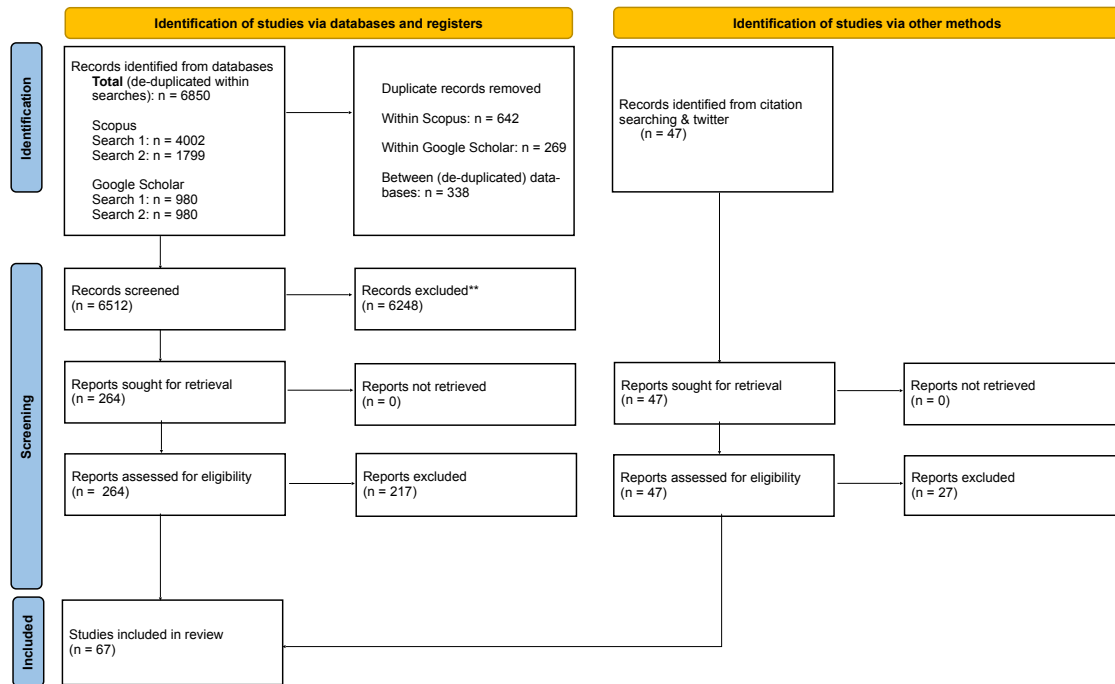 Identification of studies via databases and registers
Identification of studies via other methods
Identification
Records identified from databases
Total (de-duplicated within
searches): n = 6850
Scopus
Search 1: n = 4002
Search 2: n = 1799
Google Scholar
Search 1: n = 980
Search 2: n = 980
Duplicate records removed
Within Scopus: n = 642
Within Google Scholar: n = 269
Between (de-duplicated) data-
bases: n = 338
Records identified from citation
searching & twitter
(n = 47)
Screening
Records screened
(n = 6512)
Records excluded**
(n = 6248)
Reports sought for retrieval
(n = 264)
Reports not retrieved
(n = 0)
Reports sought for retrieval
(n = 47)
Reports not retrieved
(n = 0)
Reports assessed for eligibility
(n = 264)
Reports excluded
(n = 217)
Reports assessed for eligibility
(n = 47)
Reports excluded
(n = 27)
Included
Studies included in review
(n = 67)